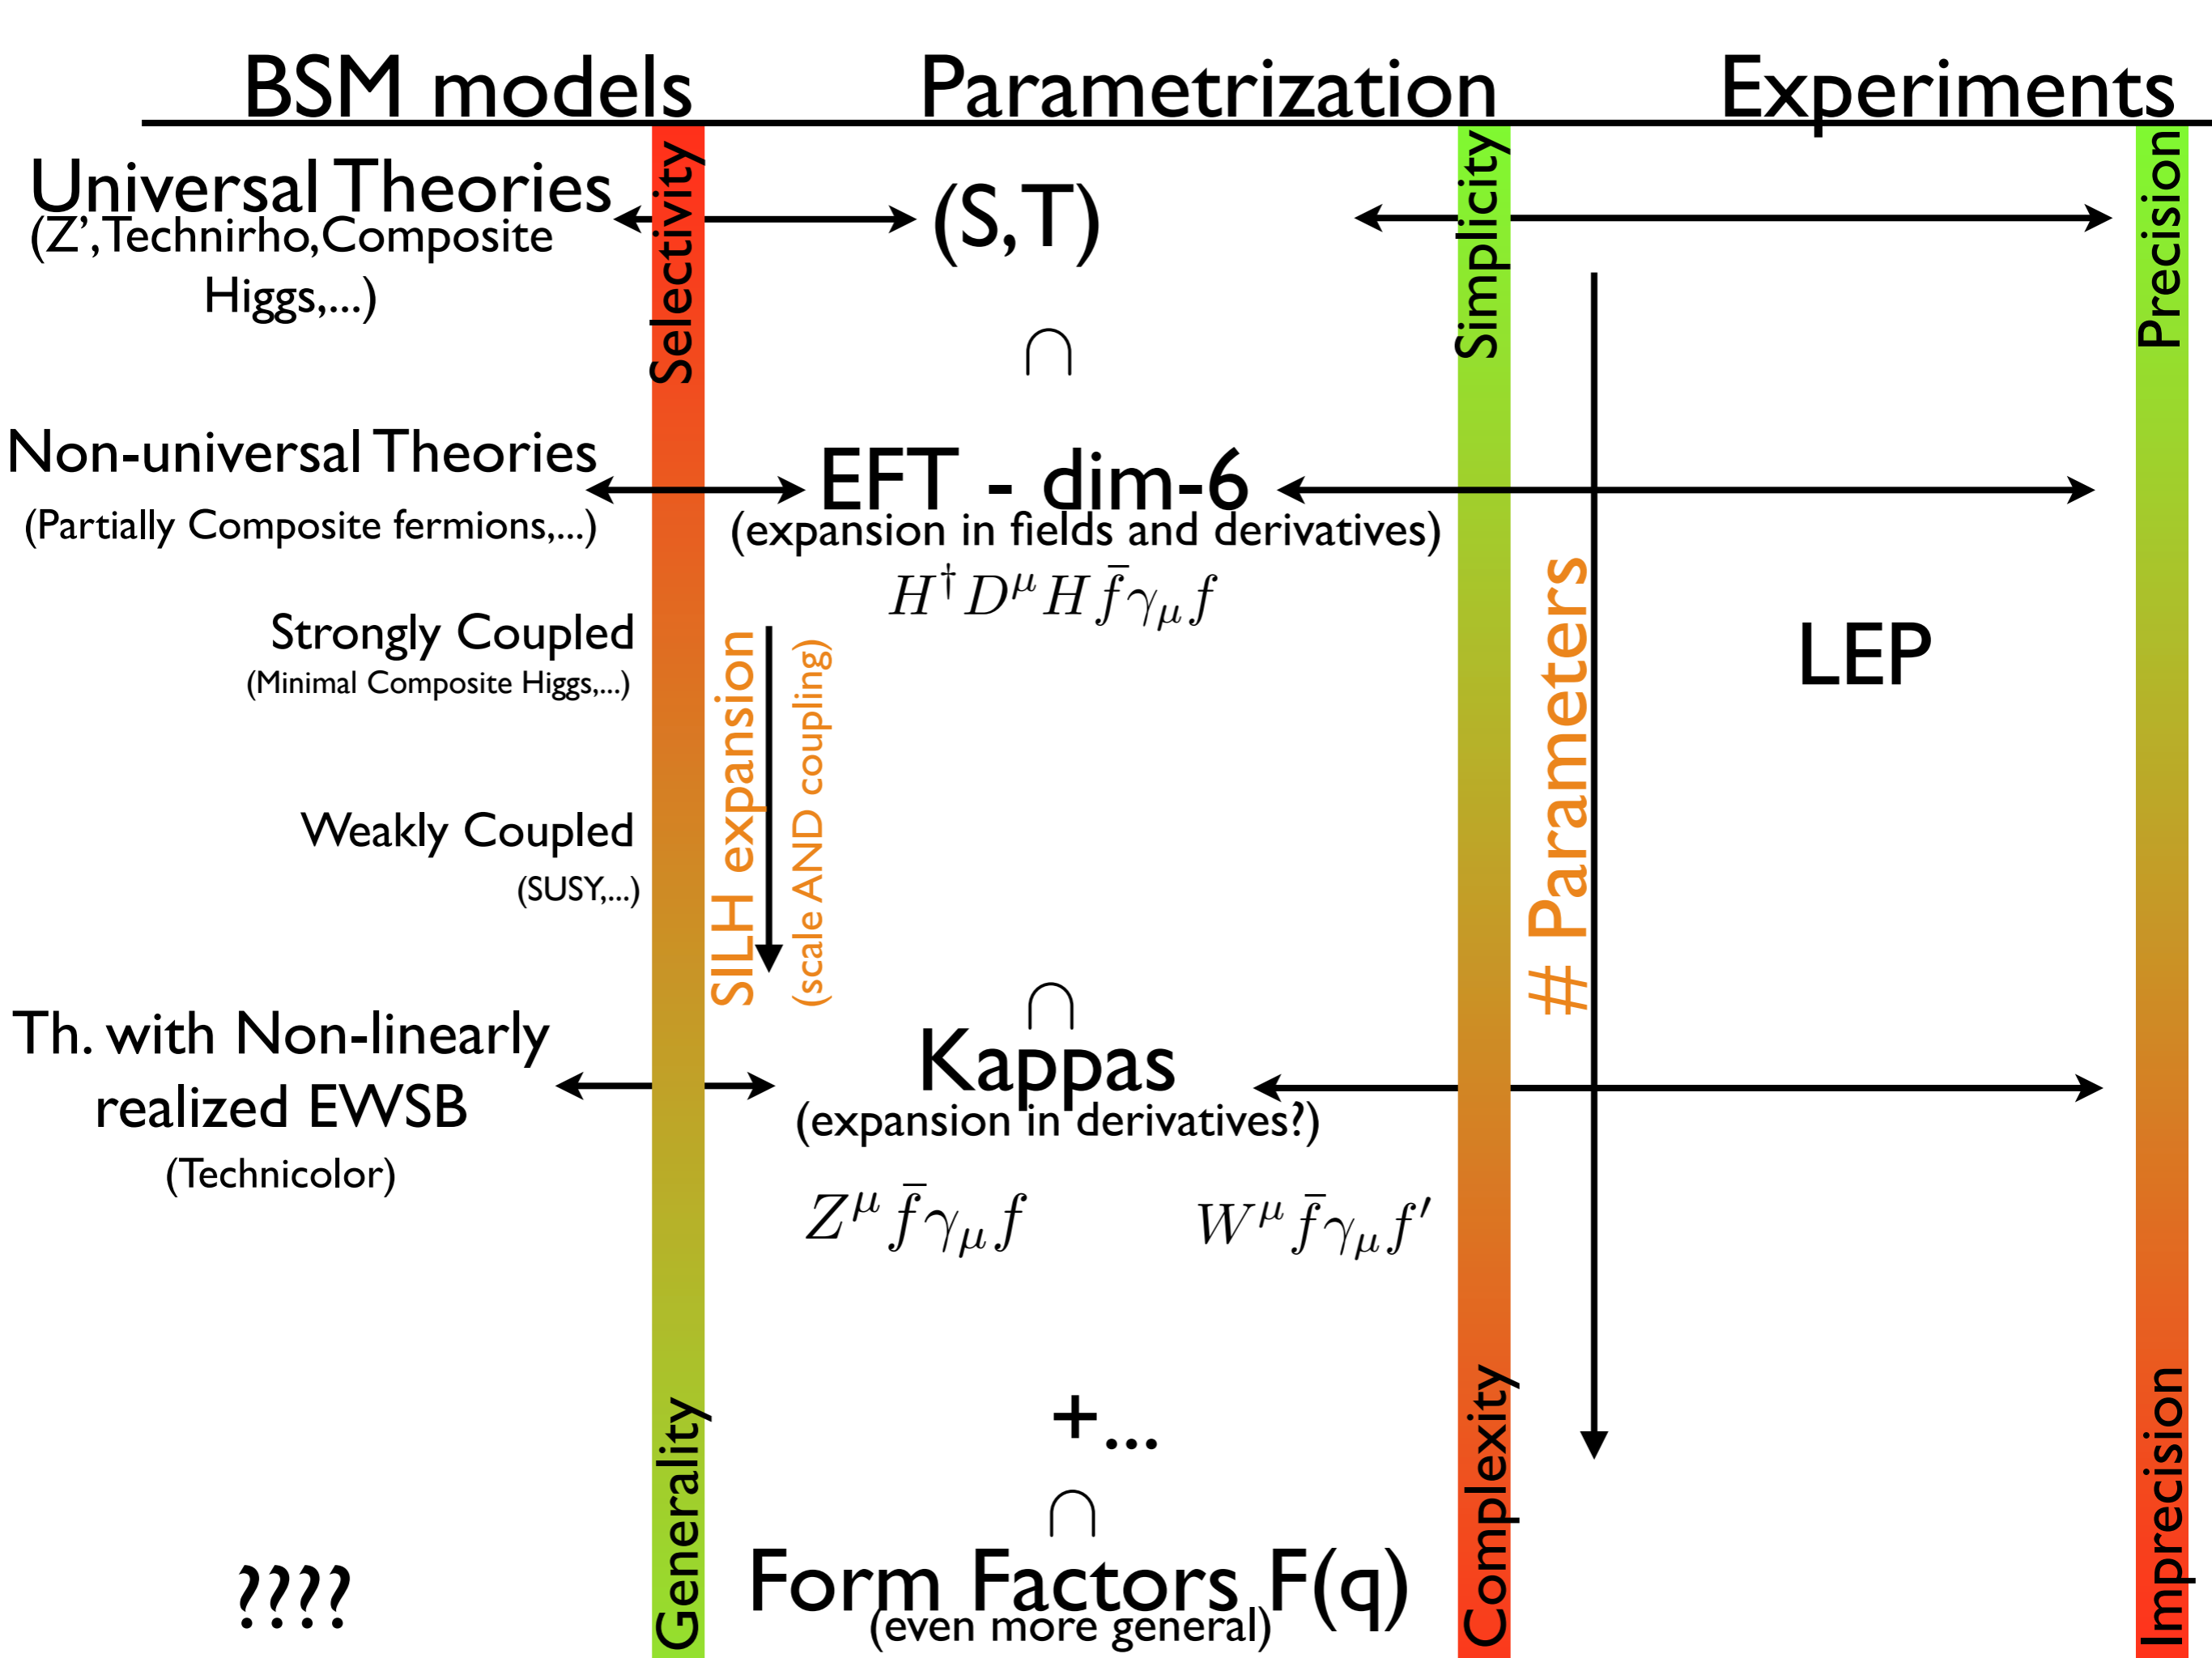 BSM models
Parametrization
Experiments
Universal Theories
(Z',Technirho,Composite
Higgs,...)
Selectivity
(S,T)
Simplicity
Precision
∩
Non-universal Theories
(Partially Composite fermions,...)
EFT - dim-6
(expansion in fields and derivatives)
H† D^μ H f̄ γ_μ f
Strongly Coupled
(Minimal Composite Higgs,...)
Weakly Coupled
(SUSY,...)
SILH expansion
(scale AND coupling)
# Parameters
LEP
∩
Th. with Non-linearly
realized EWSB
(Technicolor)
Kappas
(expansion in derivatives?)
Z^μ f̄ γ_μ f
W^μ f̄ γ_μ f′
+...
∩
????
Generality
Form Factors F(q)
(even more general)
Complexity
Imprecision